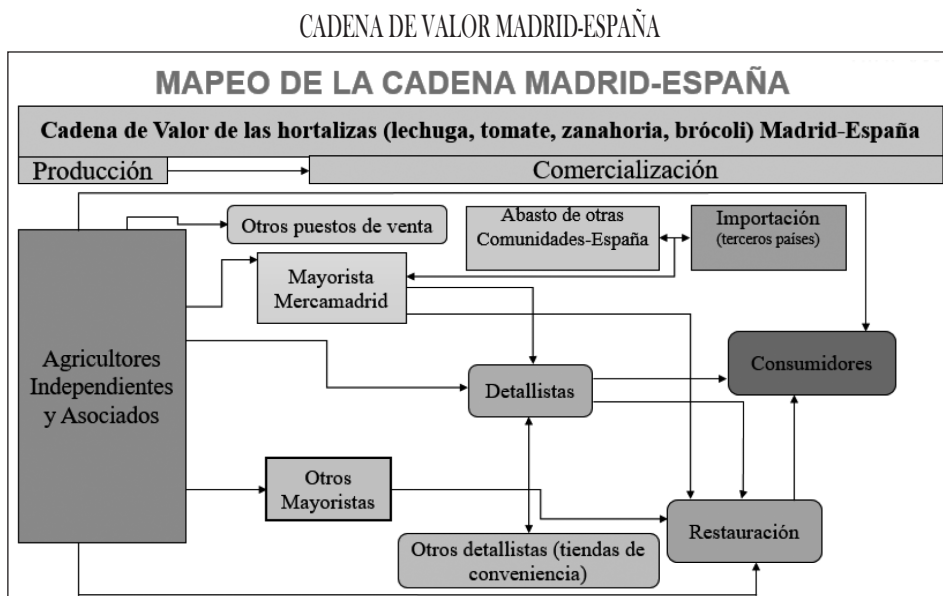 CADENA DE VALOR MADRID-ESPAÑA
MAPEO DE LA CADENA MADRID-ESPAÑA
Cadena de Valor de las hortalizas (lechuga, tomate, zanahoria, brócoli) Madrid-España
Producción
Comercialización
Otros puestos de venta
Abasto de otras
Comunidades-España
Importación
(terceros países)
Mayorista
Mercamadrid
Agricultores
Independientes
y Asociados
Detallistas
Consumidores
Otros
Mayoristas
Restauración
Otros detallistas (tiendas de
conveniencia)